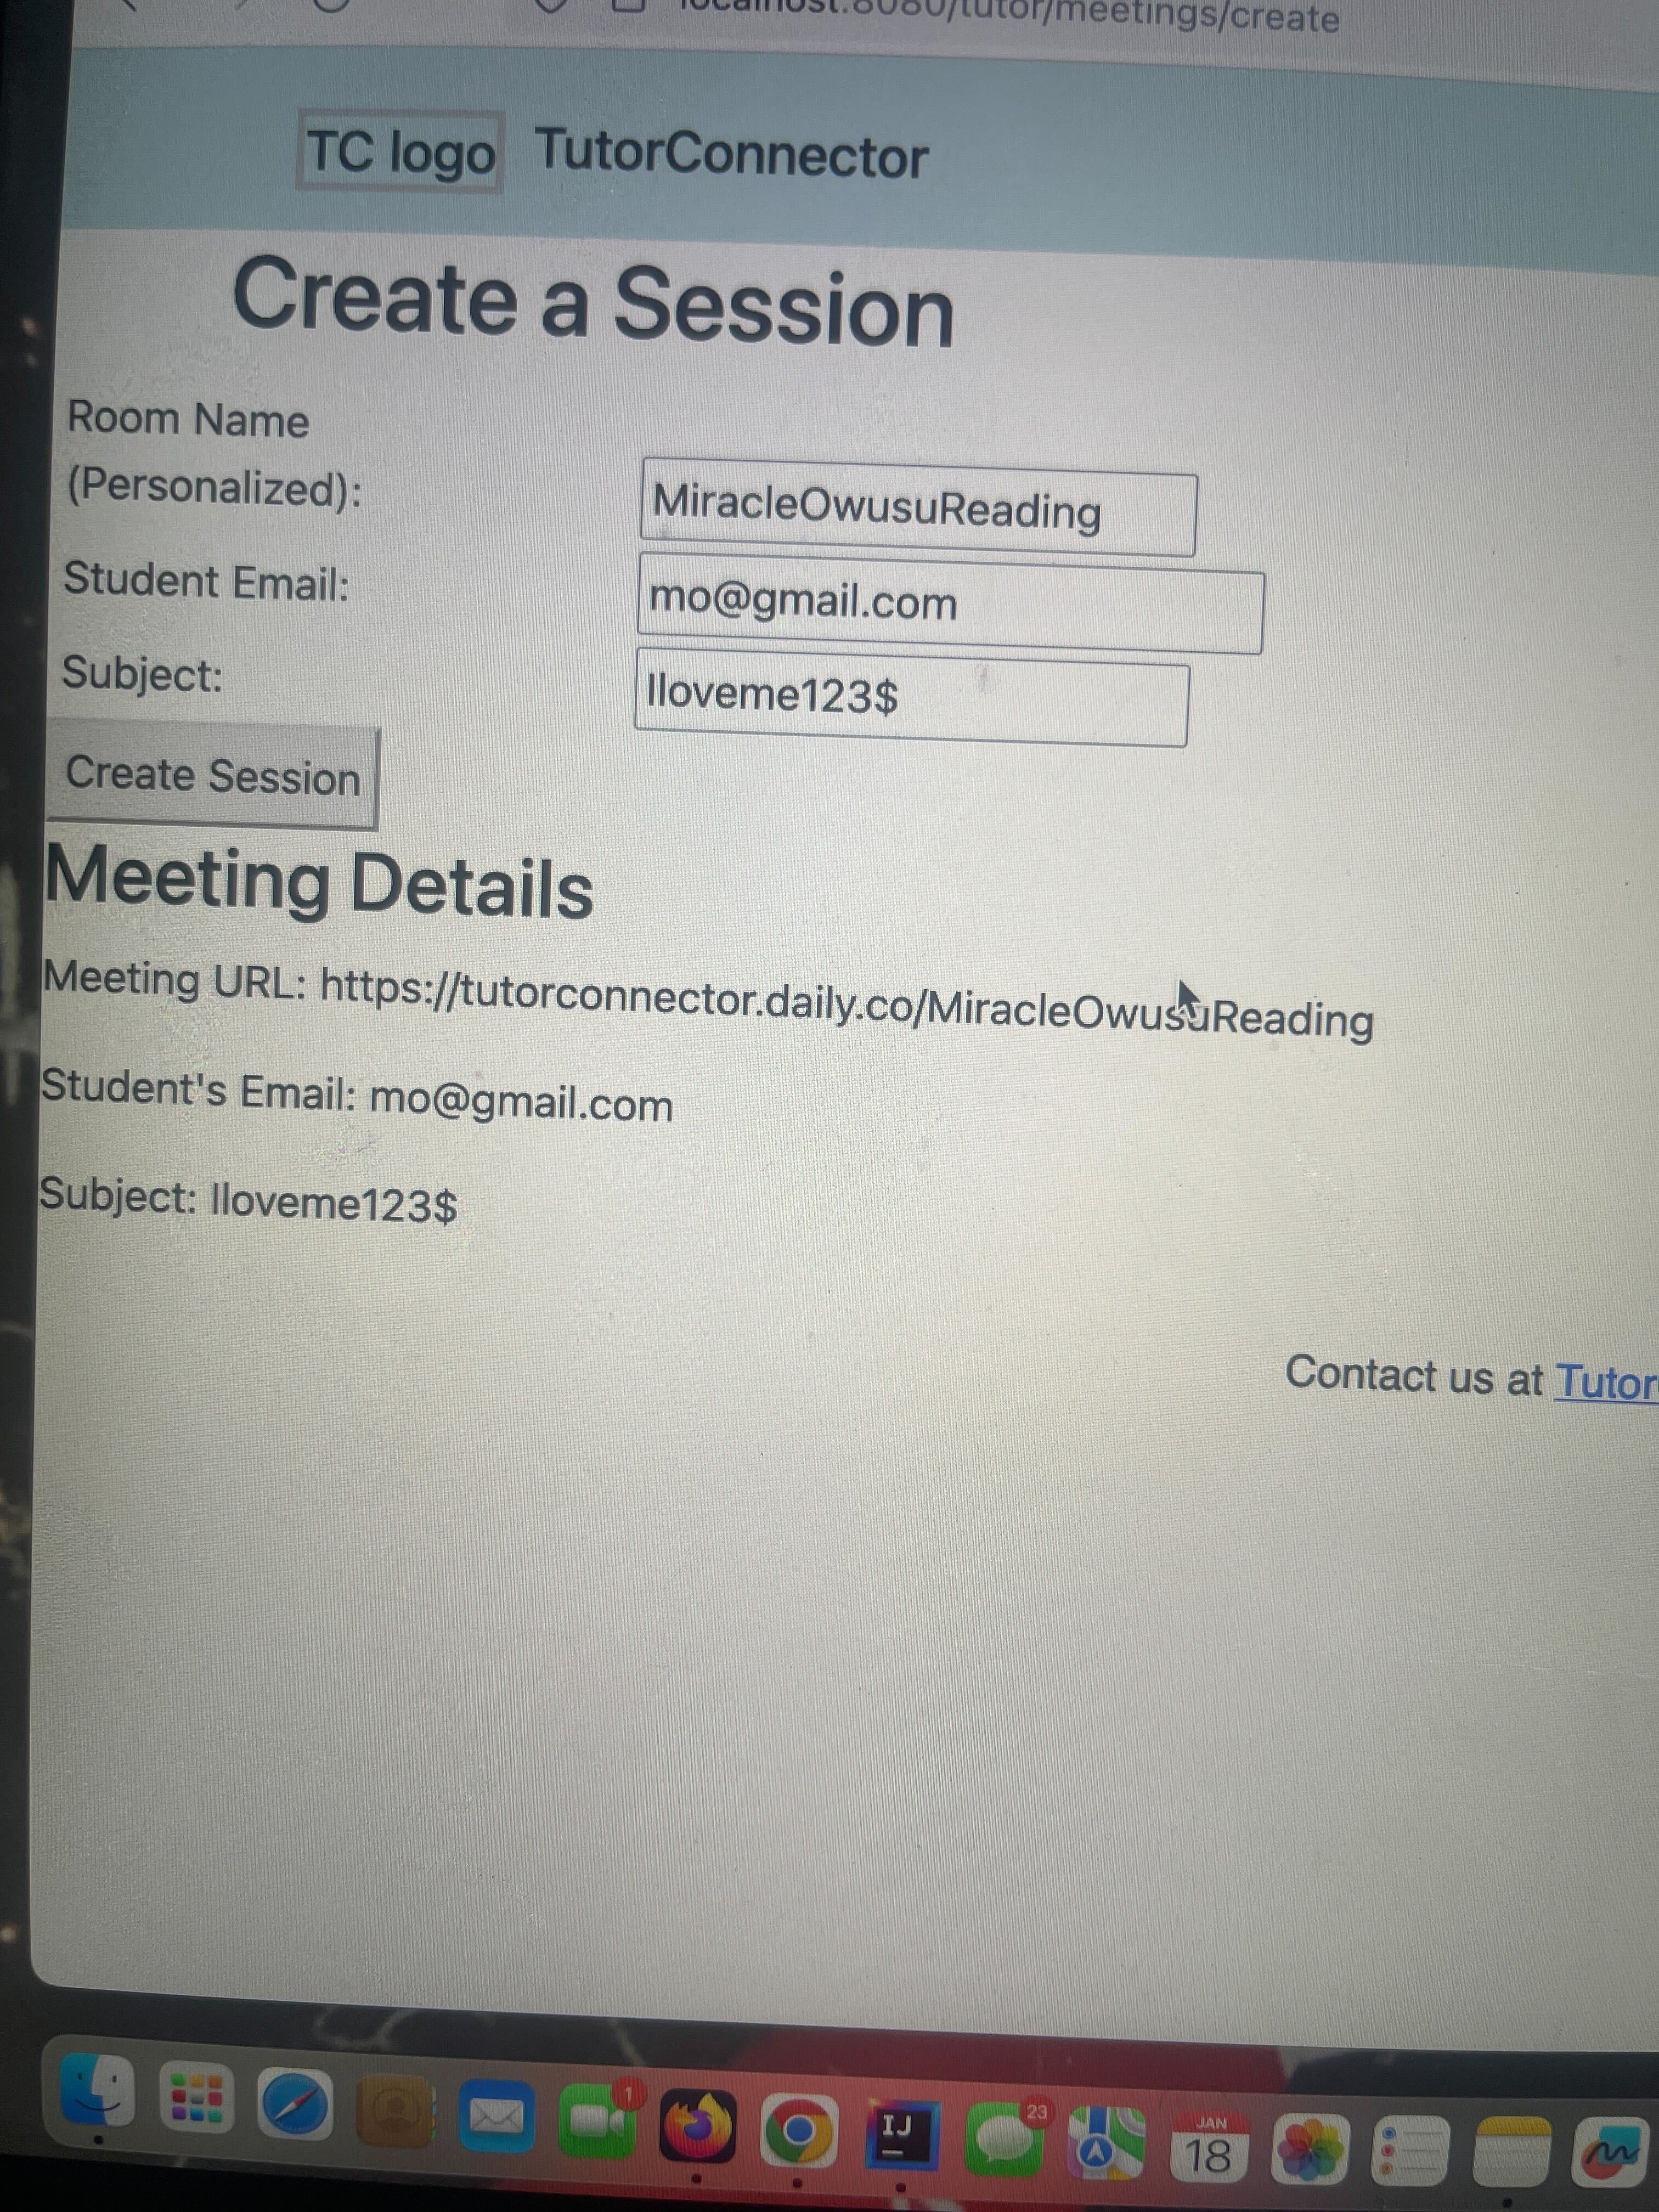 localhost:8080/tutor/meetings/create
TC logo TutorConnector
Create a Session
Room Name
(Personalized): MiracleOwusuReading
Student Email: mo@gmail.com
Subject: Iloveme123$
Create Session
Meeting Details
Meeting URL: https://tutorconnector.daily.co/MiracleOwusuReading
Student's Email: mo@gmail.com
Subject: Iloveme123$
Contact us at Tutor
1
IJ
23
JAN
18